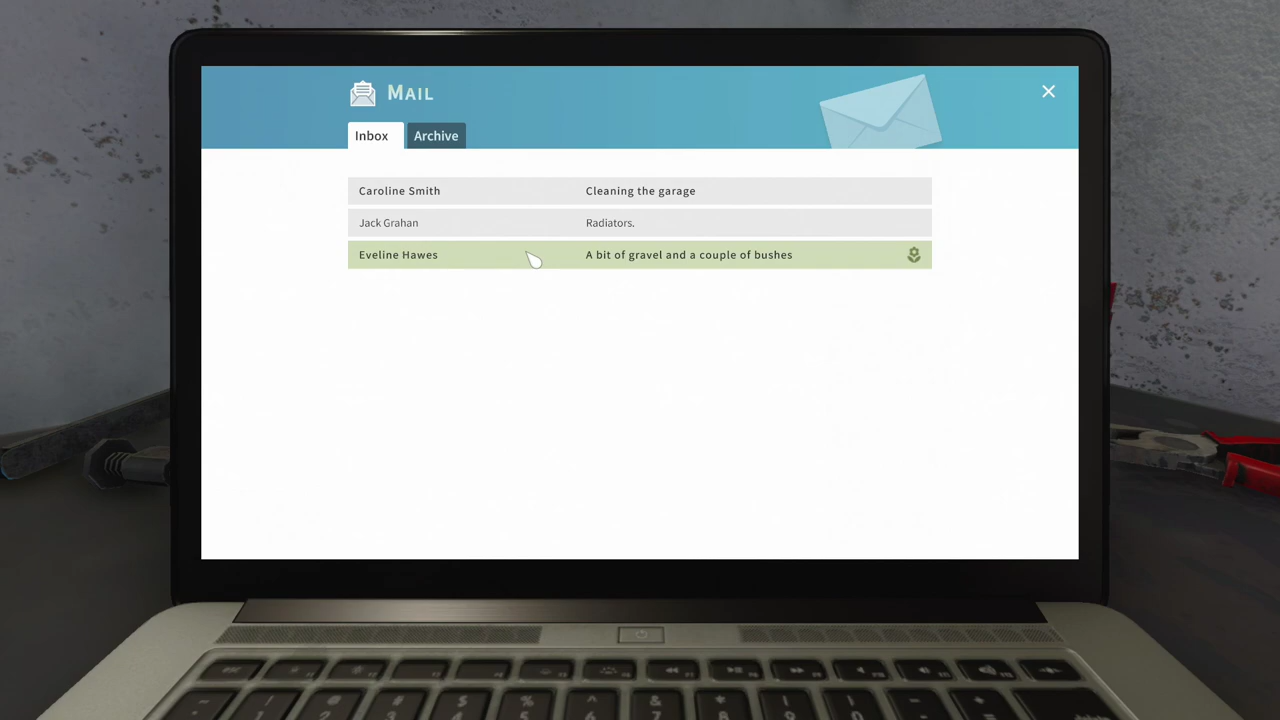 MAIL
Inbox Archive
Caroline Smith Cleaning the garage
Jack Grahan Radiators.
Eveline Hawes A bit of gravel and a couple of bushes